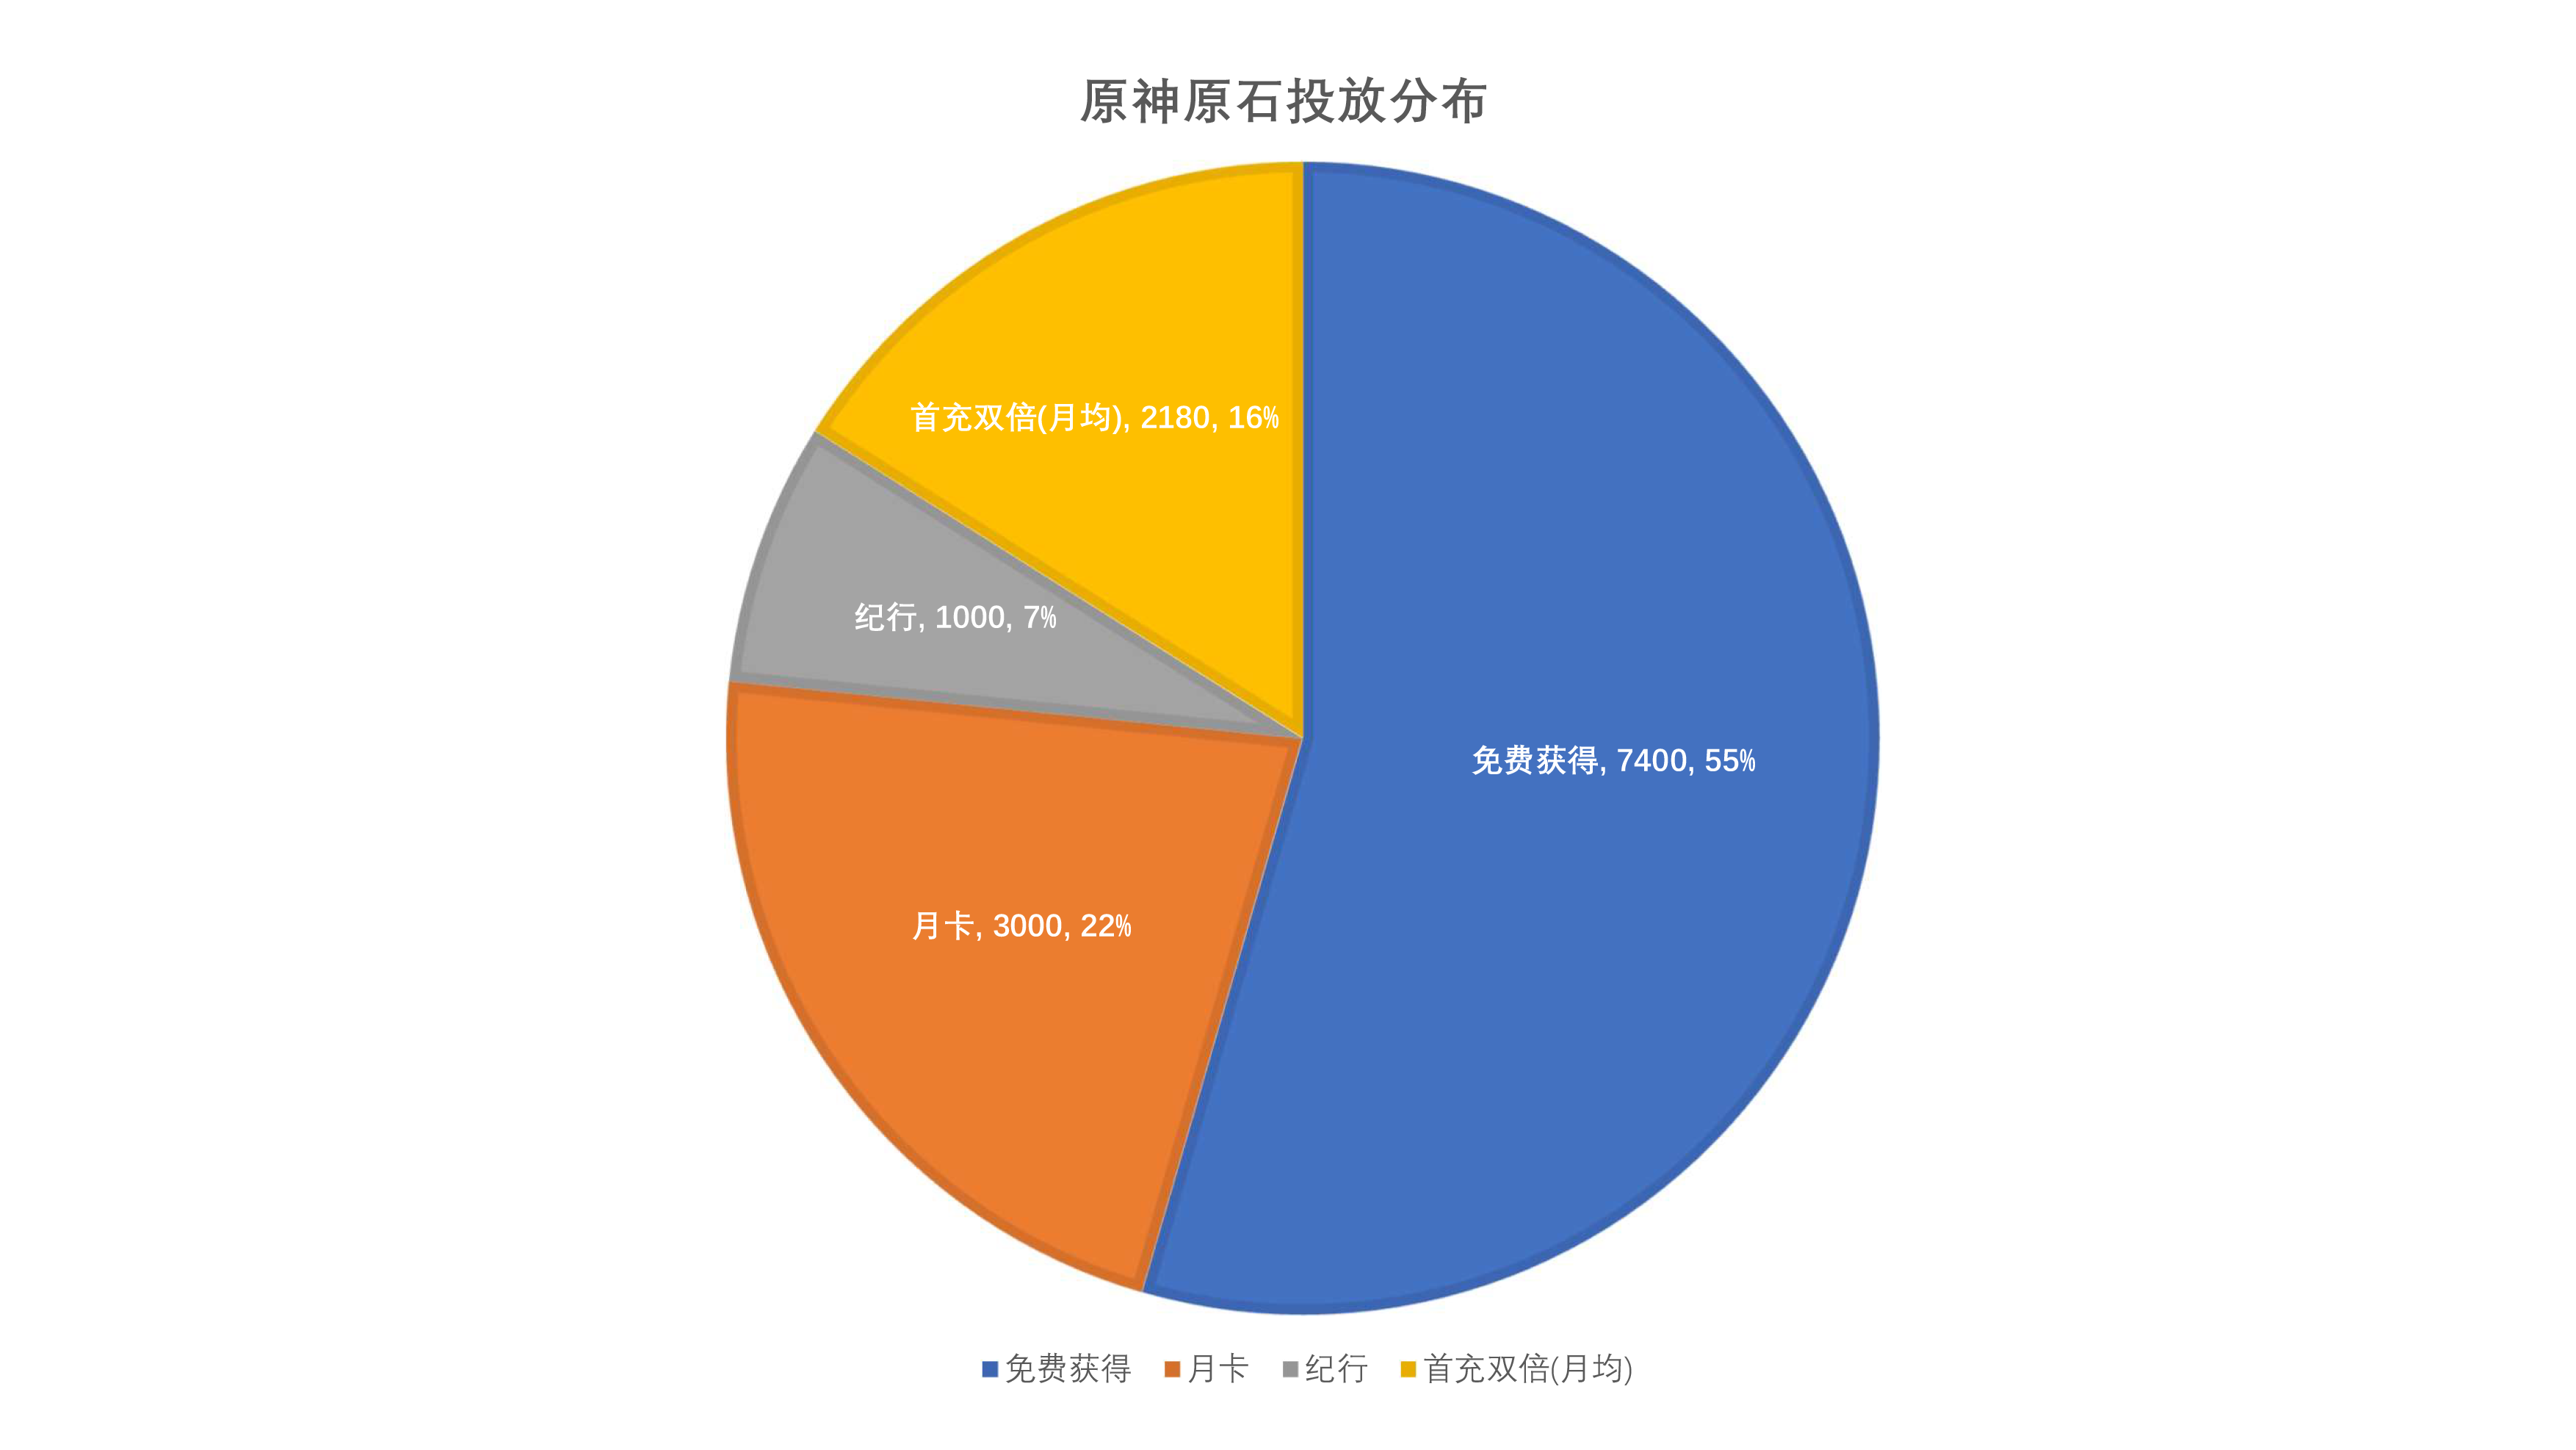 原神原石投放分布
首充双倍(月均), 2180, 16%
纪行, 1000, 7%
免费获得, 7400, 55%
月卡, 3000, 22%
免费获得 月卡 纪行 首充双倍(月均)